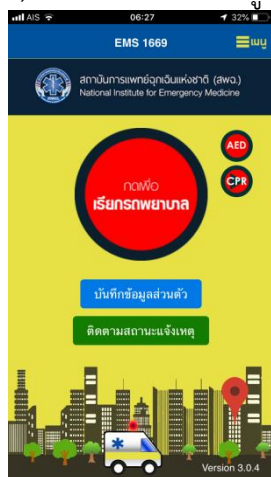 AIS 06:27 32%
EMS 1669 เมนู
สถาบันการแพทย์ฉุกเฉินแห่งชาติ (สพฉ.)
National Institute for Emergency Medicine
AED
กดเพื่อ
เรียกรถพยาบาล
CPR
บันทึกข้อมูลส่วนตัว
ติดตามสถานะแจ้งเหตุ
Version 3.0.4